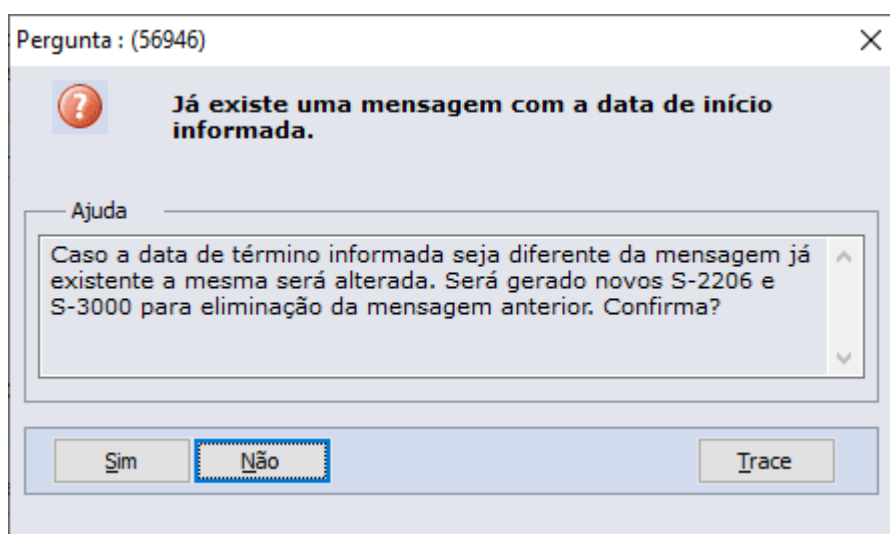 Pergunta : (56946)
Já existe uma mensagem com a data de início
informada.
Ajuda
Caso a data de término informada seja diferente da mensagem já
existente a mesma será alterada. Será gerado novos S-2206 e
S-3000 para eliminação da mensagem anterior. Confirma?
Sim
Não
Trace